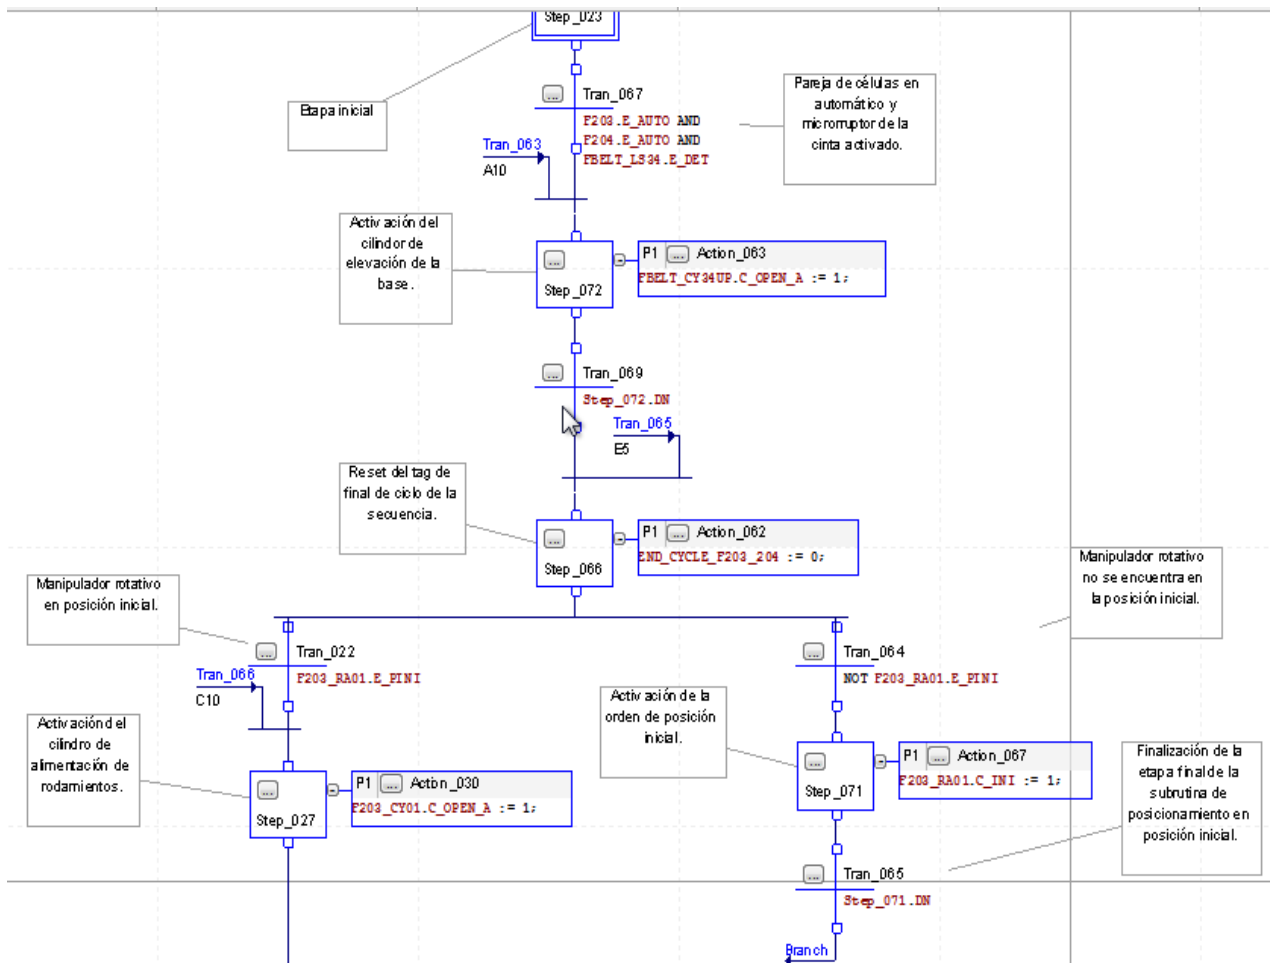 Step_023
Etapa inicial
Tran_067
F203.E_AUTO AND
F204.E_AUTO AND
FBELT_LS34.E_DET
Pareja de células en
automático y
microrruptor de la
cinta activado.
Tran_063
A10
Activación del
cilindor de
elevación de la
base.
Step_072
P1 ... Action_063
FBELT_CY34UP.C_OPEN_A := 1;
Tran_069
Step_072.DN
Tran_065
E5
Reset del tag de
final de ciclo de la
secuencia.
Step_066
P1 ... Action_062
END_CYCLE_F203_204 := 0;
Manipulador rotativo
en posición inicial.
Manipulador rotativo
no se encuentra en
la posición inicial.
Tran_022
F203_RA01.E_PINI
Tran_064
NOT F203_RA01.E_PINI
Tran_066
C10
Activación de la
orden de posición
inicial.
Activación del
cilindro de
alimentación de
rodamientos.
Step_027
P1 ... Action_030
F203_CY01.C_OPEN_A := 1;
Step_071
P1 ... Action_067
F203_RA01.C_INI := 1;
Finalización de la
etapa final de la
subrutina de
posicionamiento en
posición inicial.
Tran_065
Step_071.DN
Branch